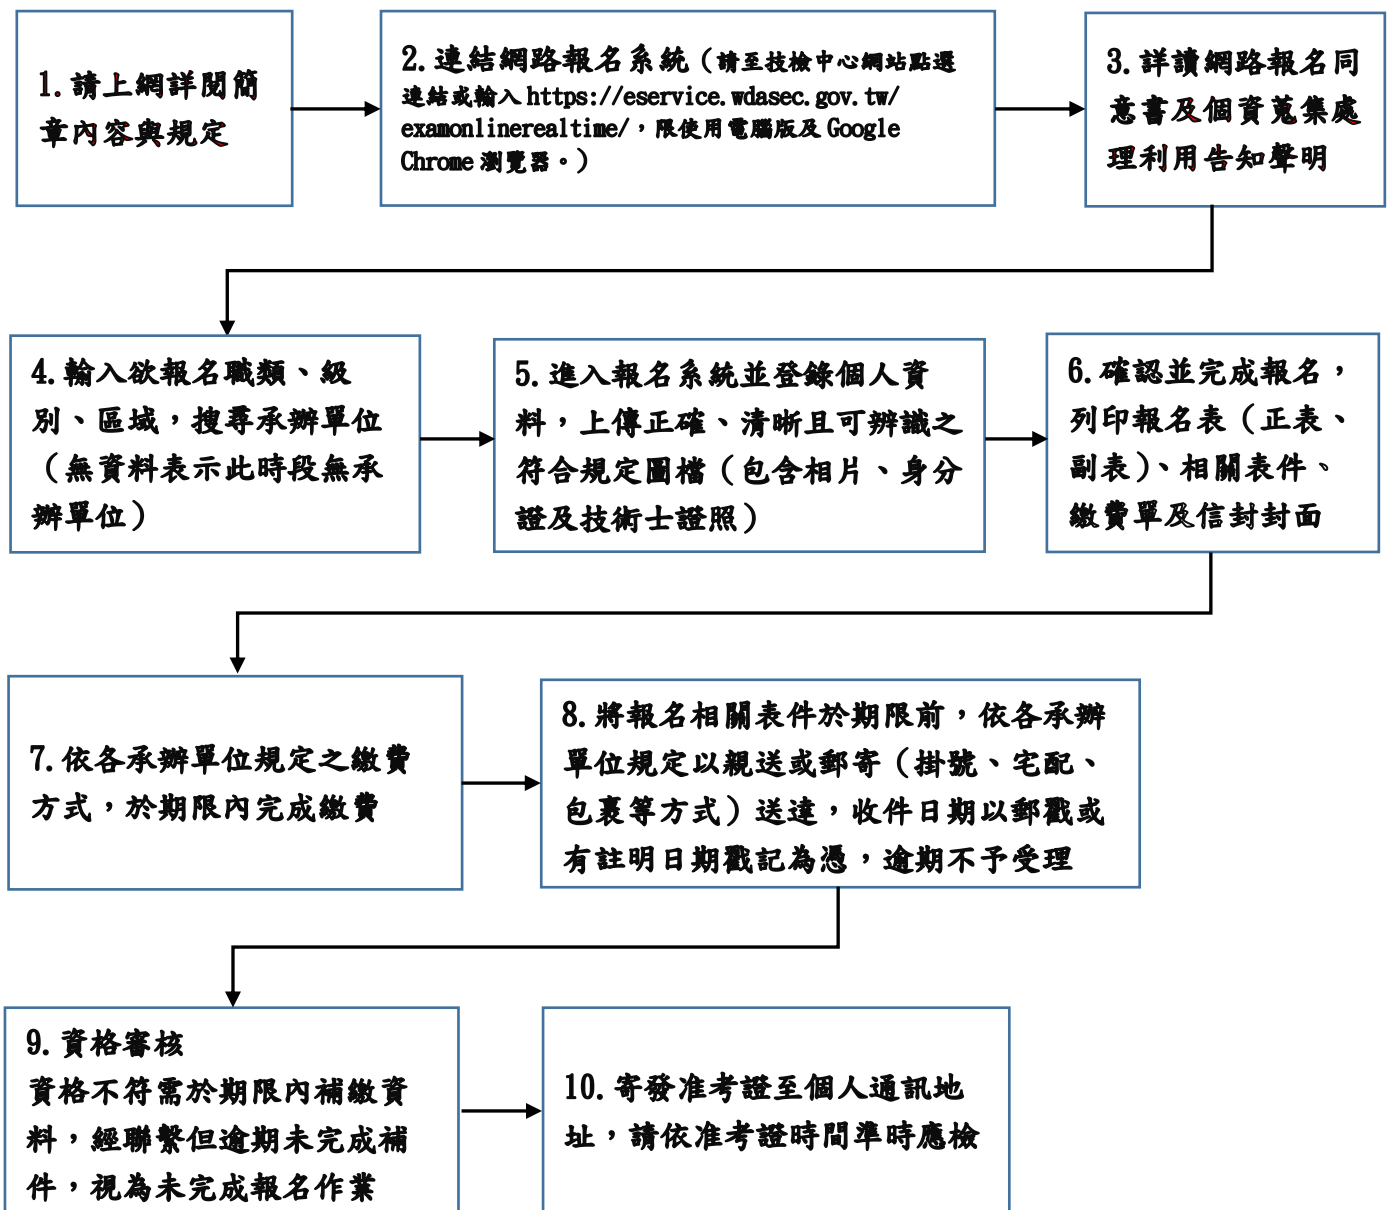 1.請上網詳閱簡
章內容與規定
2.連結網路報名系統（請至技檢中心網站點選
連結或輸入 https://eservice.wdasec.gov.tw/
examonlinerealtime/，限使用電腦版及 Google
Chrome 瀏覽器。）
3.詳讀網路報名同
意書及個資蒐集處
理利用告知聲明
4.輸入欲報名職類、級
別、區域，搜尋承辦單位
（無資料表示此時段無承
辦單位）
5.進入報名系統並登錄個人資
料，上傳正確、清晰且可辨識之
符合規定圖檔（包含相片、身分
證及技術士證照）
6.確認並完成報名，
列印報名表（正表、
副表）、相關表件、
繳費單及信封封面
7.依各承辦單位規定之繳費
方式，於期限內完成繳費
8.將報名相關表件於期限前，依各承辦
單位規定以親送或郵寄（掛號、宅配、
包裹等方式）送達，收件日期以郵戳或
有註明日期戳記為憑，逾期不予受理
9.資格審核
資格不符需於期限內補繳資
料，經聯繫但逾期未完成補
件，視為未完成報名作業
10.寄發准考證至個人通訊地
址，請依准考證時間準時應檢